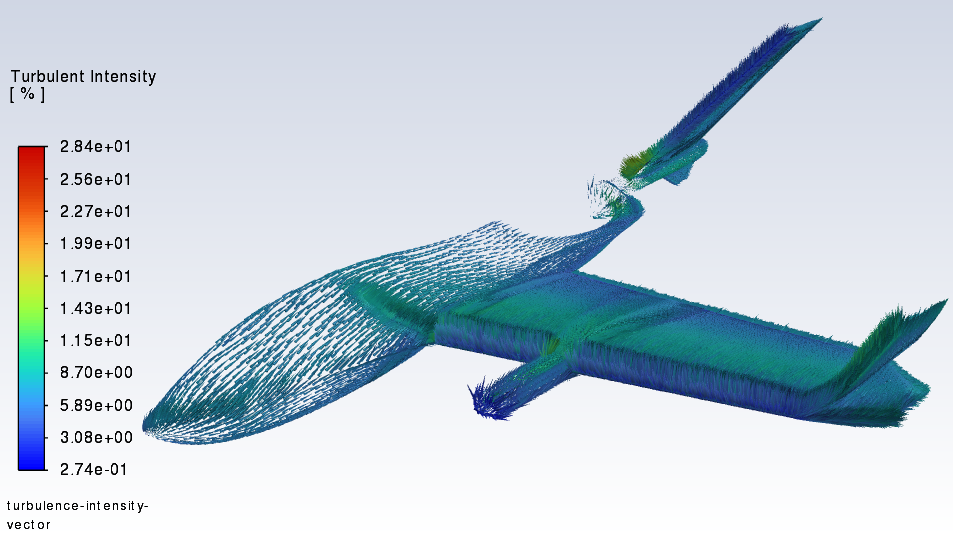 Turbulent Intensity
[ % ]
2.84e+01
2.56e+01
2.27e+01
1.99e+01
1.71e+01
1.43e+01
1.15e+01
8.70e+00
5.89e+00
3.08e+00
2.74e-01
turbulence-intensity-
vector